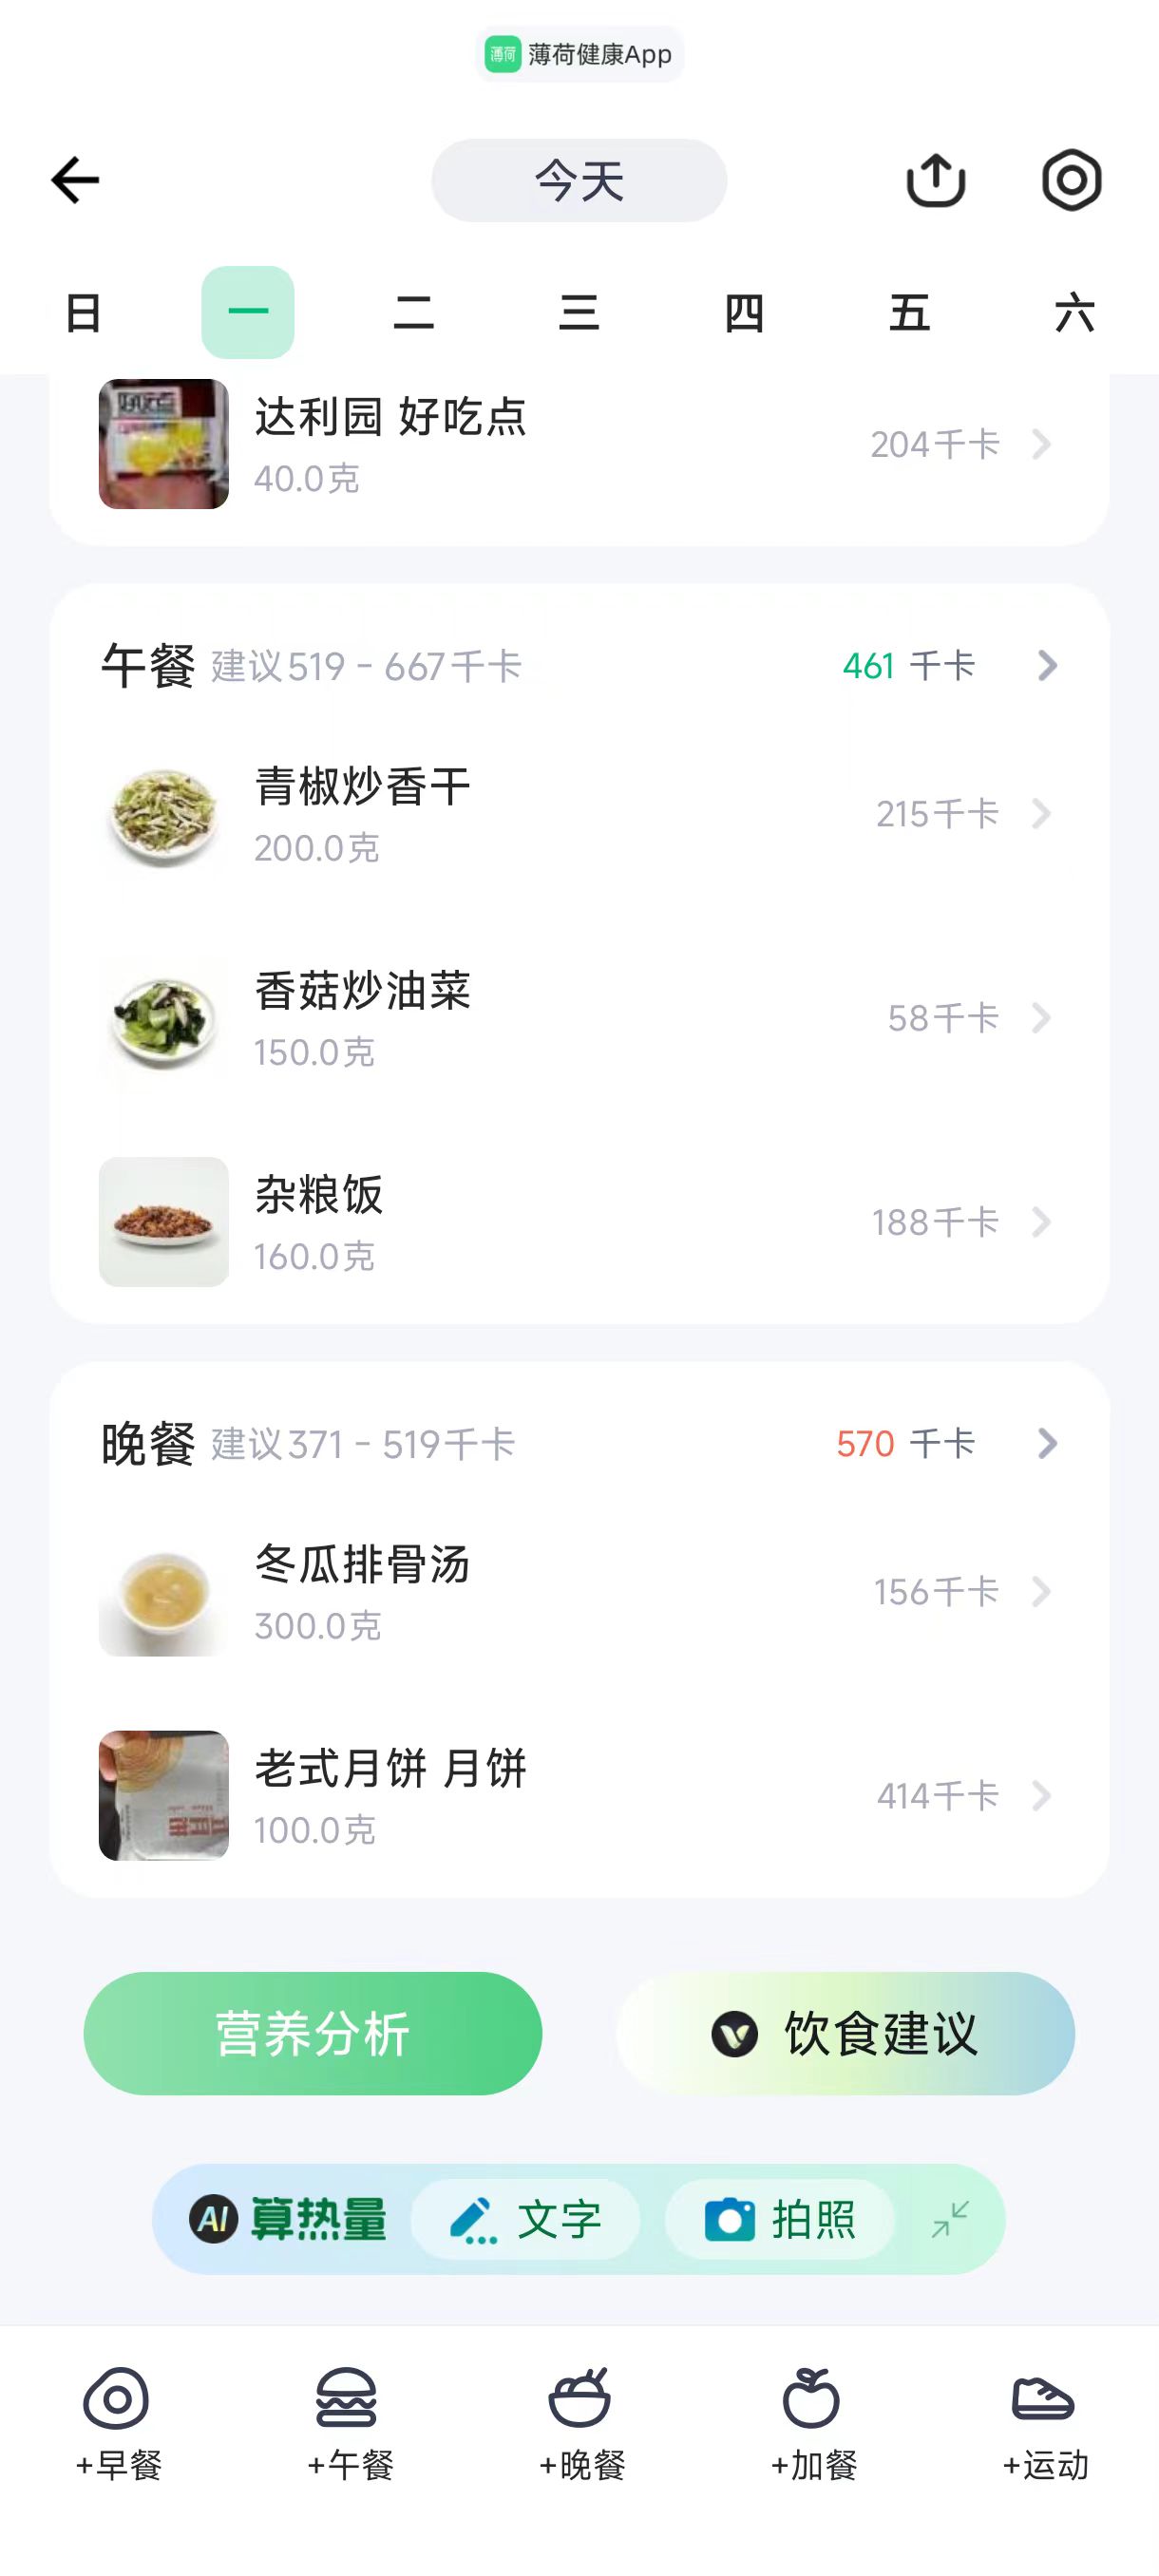 薄荷 薄荷健康App
今天
日 一 二 三 四 五 六
达利园 好吃点
40.0克
204千卡
午餐 建议519 - 667千卡 461 千卡
青椒炒香干
200.0克
215千卡
香菇炒油菜
150.0克
58千卡
杂粮饭
160.0克
188千卡
晚餐 建议371 - 519千卡 570 千卡
冬瓜排骨汤
300.0克
156千卡
老式月饼 月饼
100.0克
414千卡
营养分析 饮食建议
AI 算热量 文字 拍照
+早餐 +午餐 +晚餐 +加餐 +运动